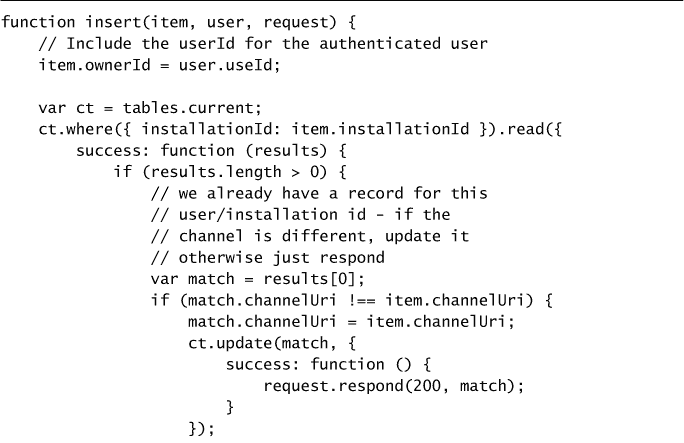 function insert(item, user, request) {
    // Include the userId for the authenticated user
    item.ownerId = user.useId;

    var ct = tables.current;
    ct.where({ installationId: item.installationId }).read({
        success: function (results) {
            if (results.length > 0) {
                // we already have a record for this
                // user/installation id - if the
                // channel is different, update it
                // otherwise just respond
                var match = results[0];
                if (match.channelUri !== item.channelUri) {
                    match.channelUri = item.channelUri;
                    ct.update(match, {
                        success: function () {
                            request.respond(200, match);
                        }
                    });